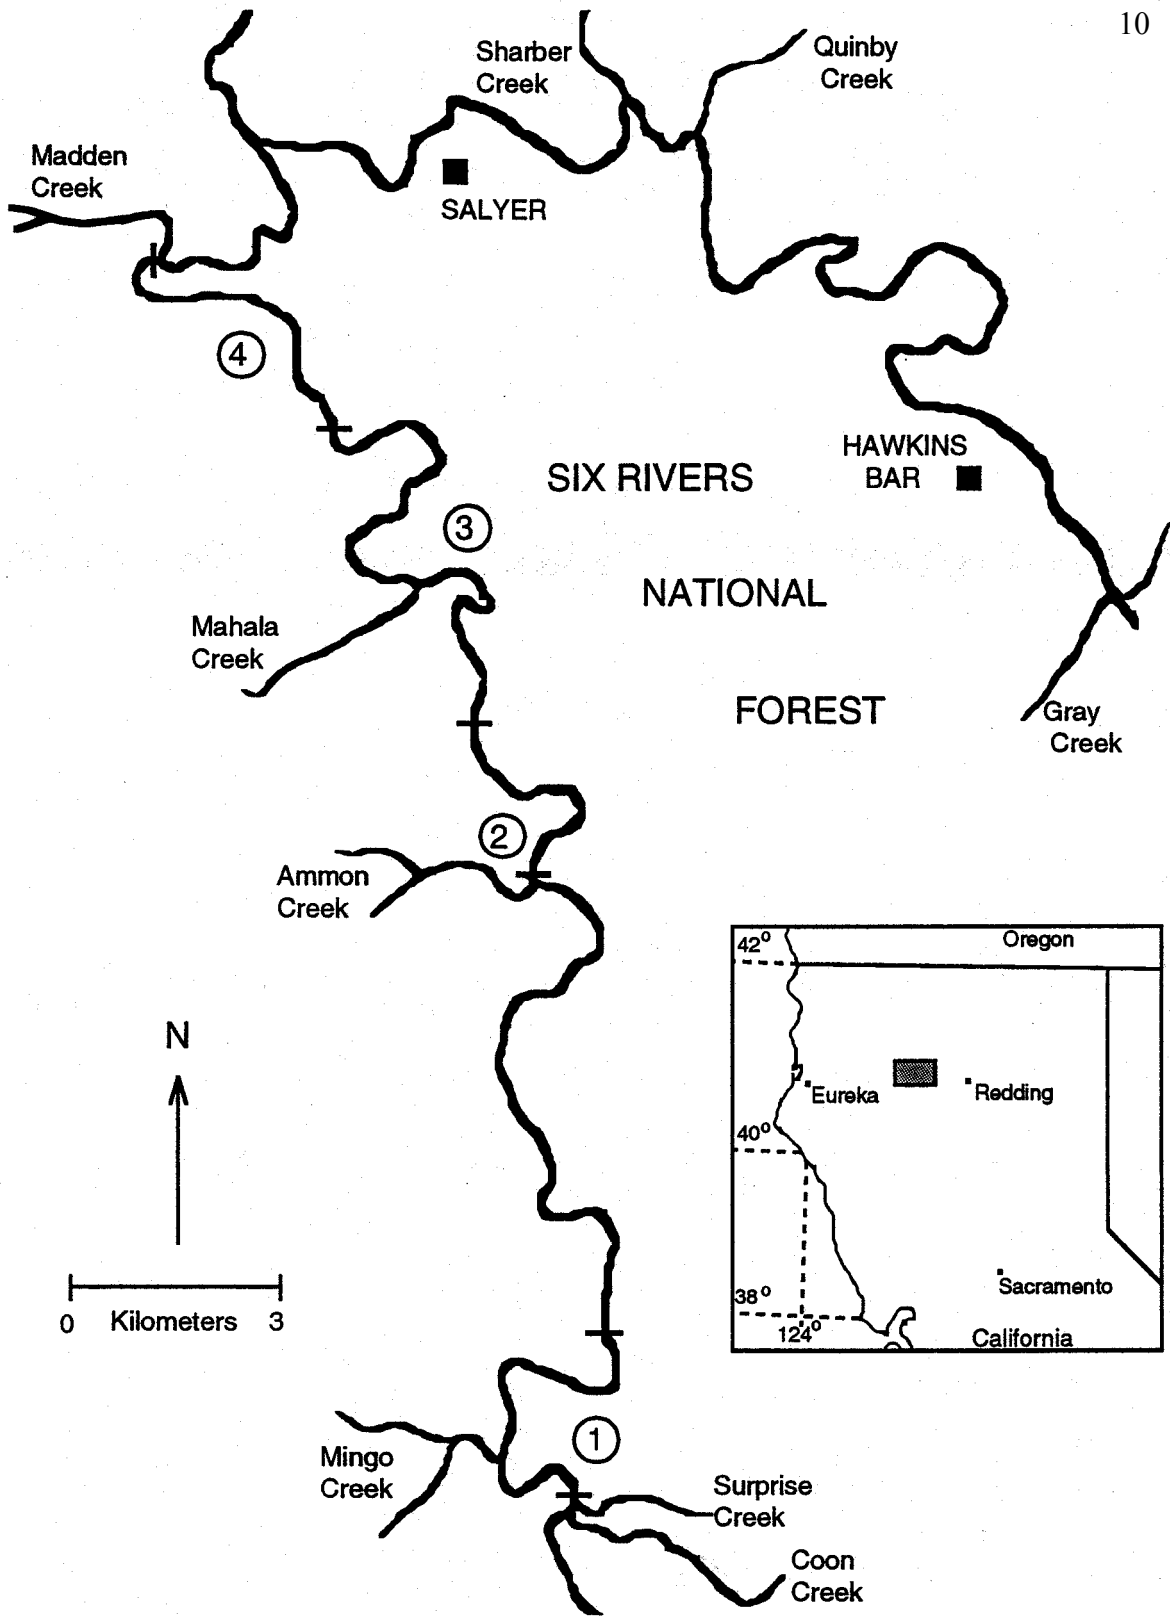 10
Sharber
Creek
Quinby
Creek
Madden
Creek
SALYER
4
HAWKINS
BAR
SIX RIVERS
3
NATIONAL
Mahala
Creek
FOREST
Gray
Creek
2
Ammon
Creek
42°
Oregon
N
Eureka
Redding
40°
Sacramento
38°
124°
California
0 Kilometers 3
1
Mingo
Creek
Surprise
Creek
Coon
Creek